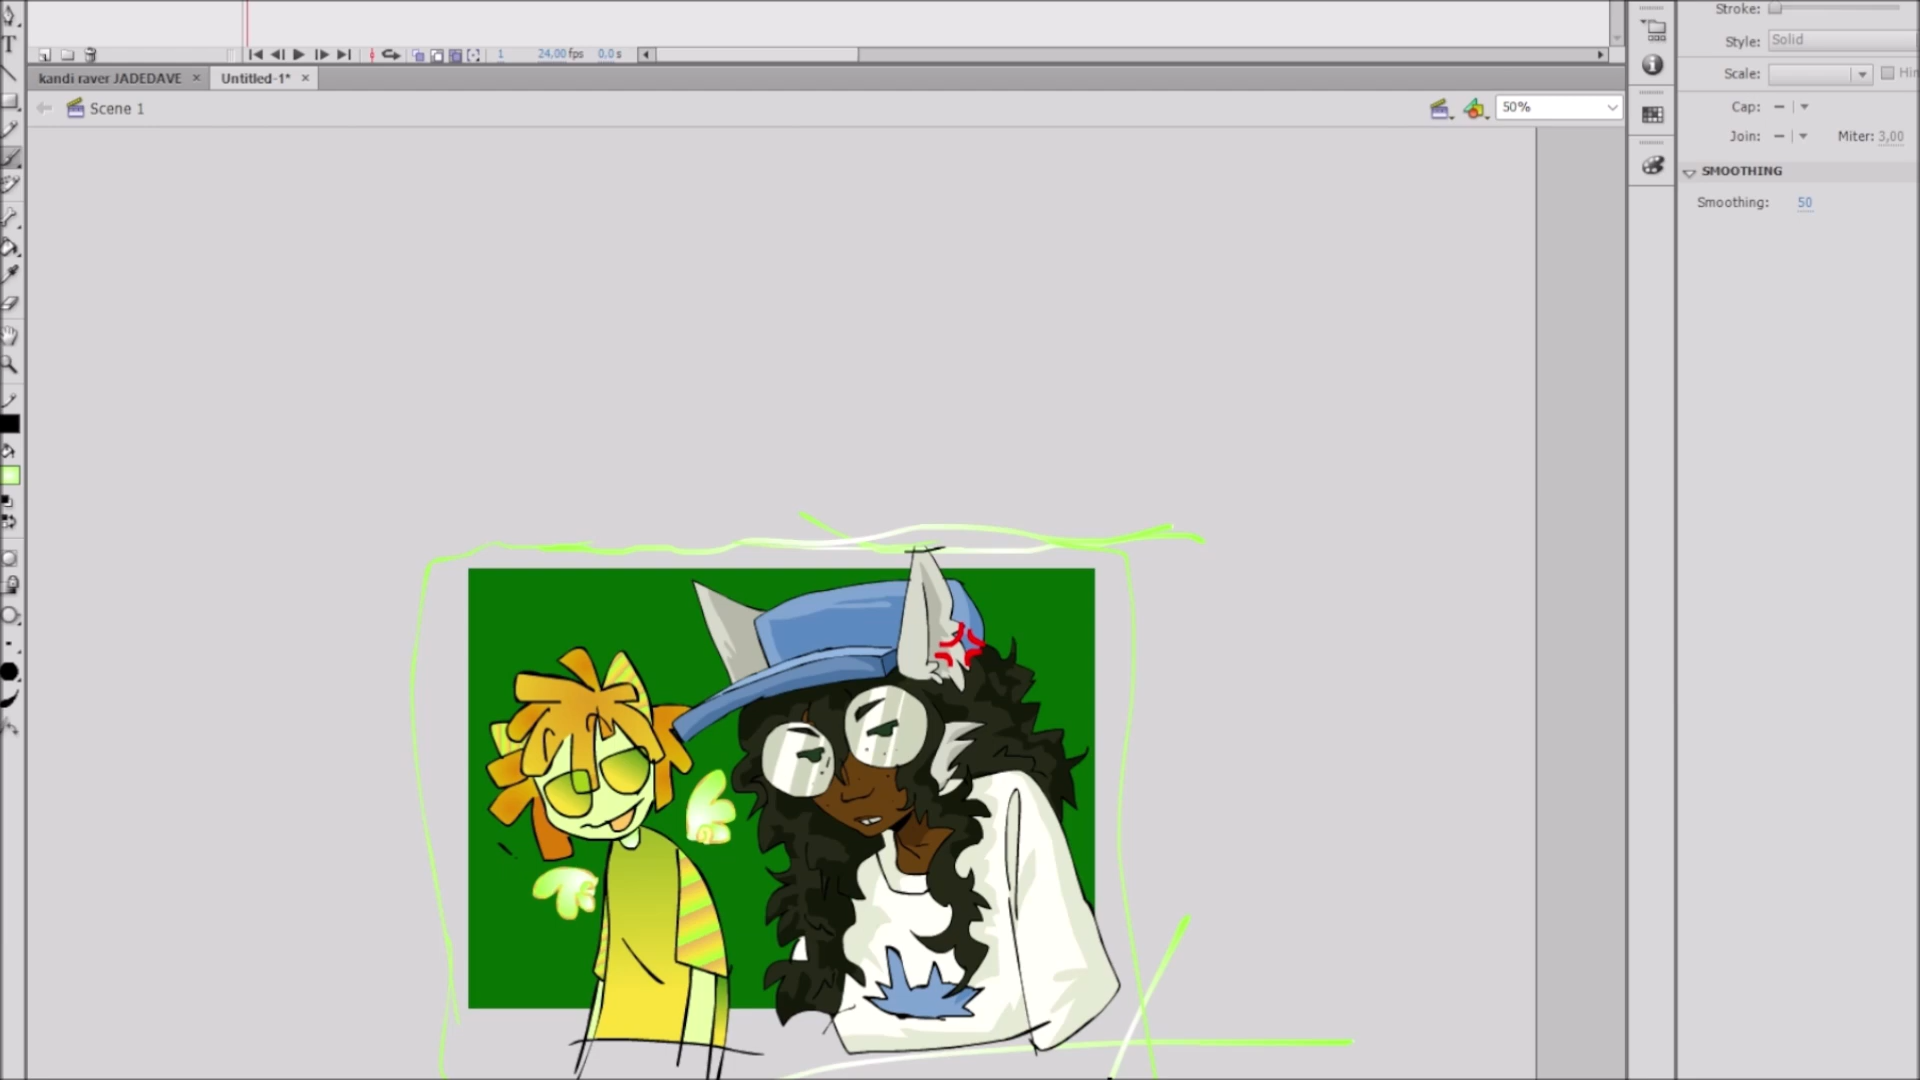 Stroke:
Style: Solid
1 24,00 fps 0,0 s
Scale: Hin
kandi raver JADEDAVE × Untitled-1* ×
Scene 1
50%
Cap:
Join: Miter: 3,00
SMOOTHING
Smoothing: 50
T